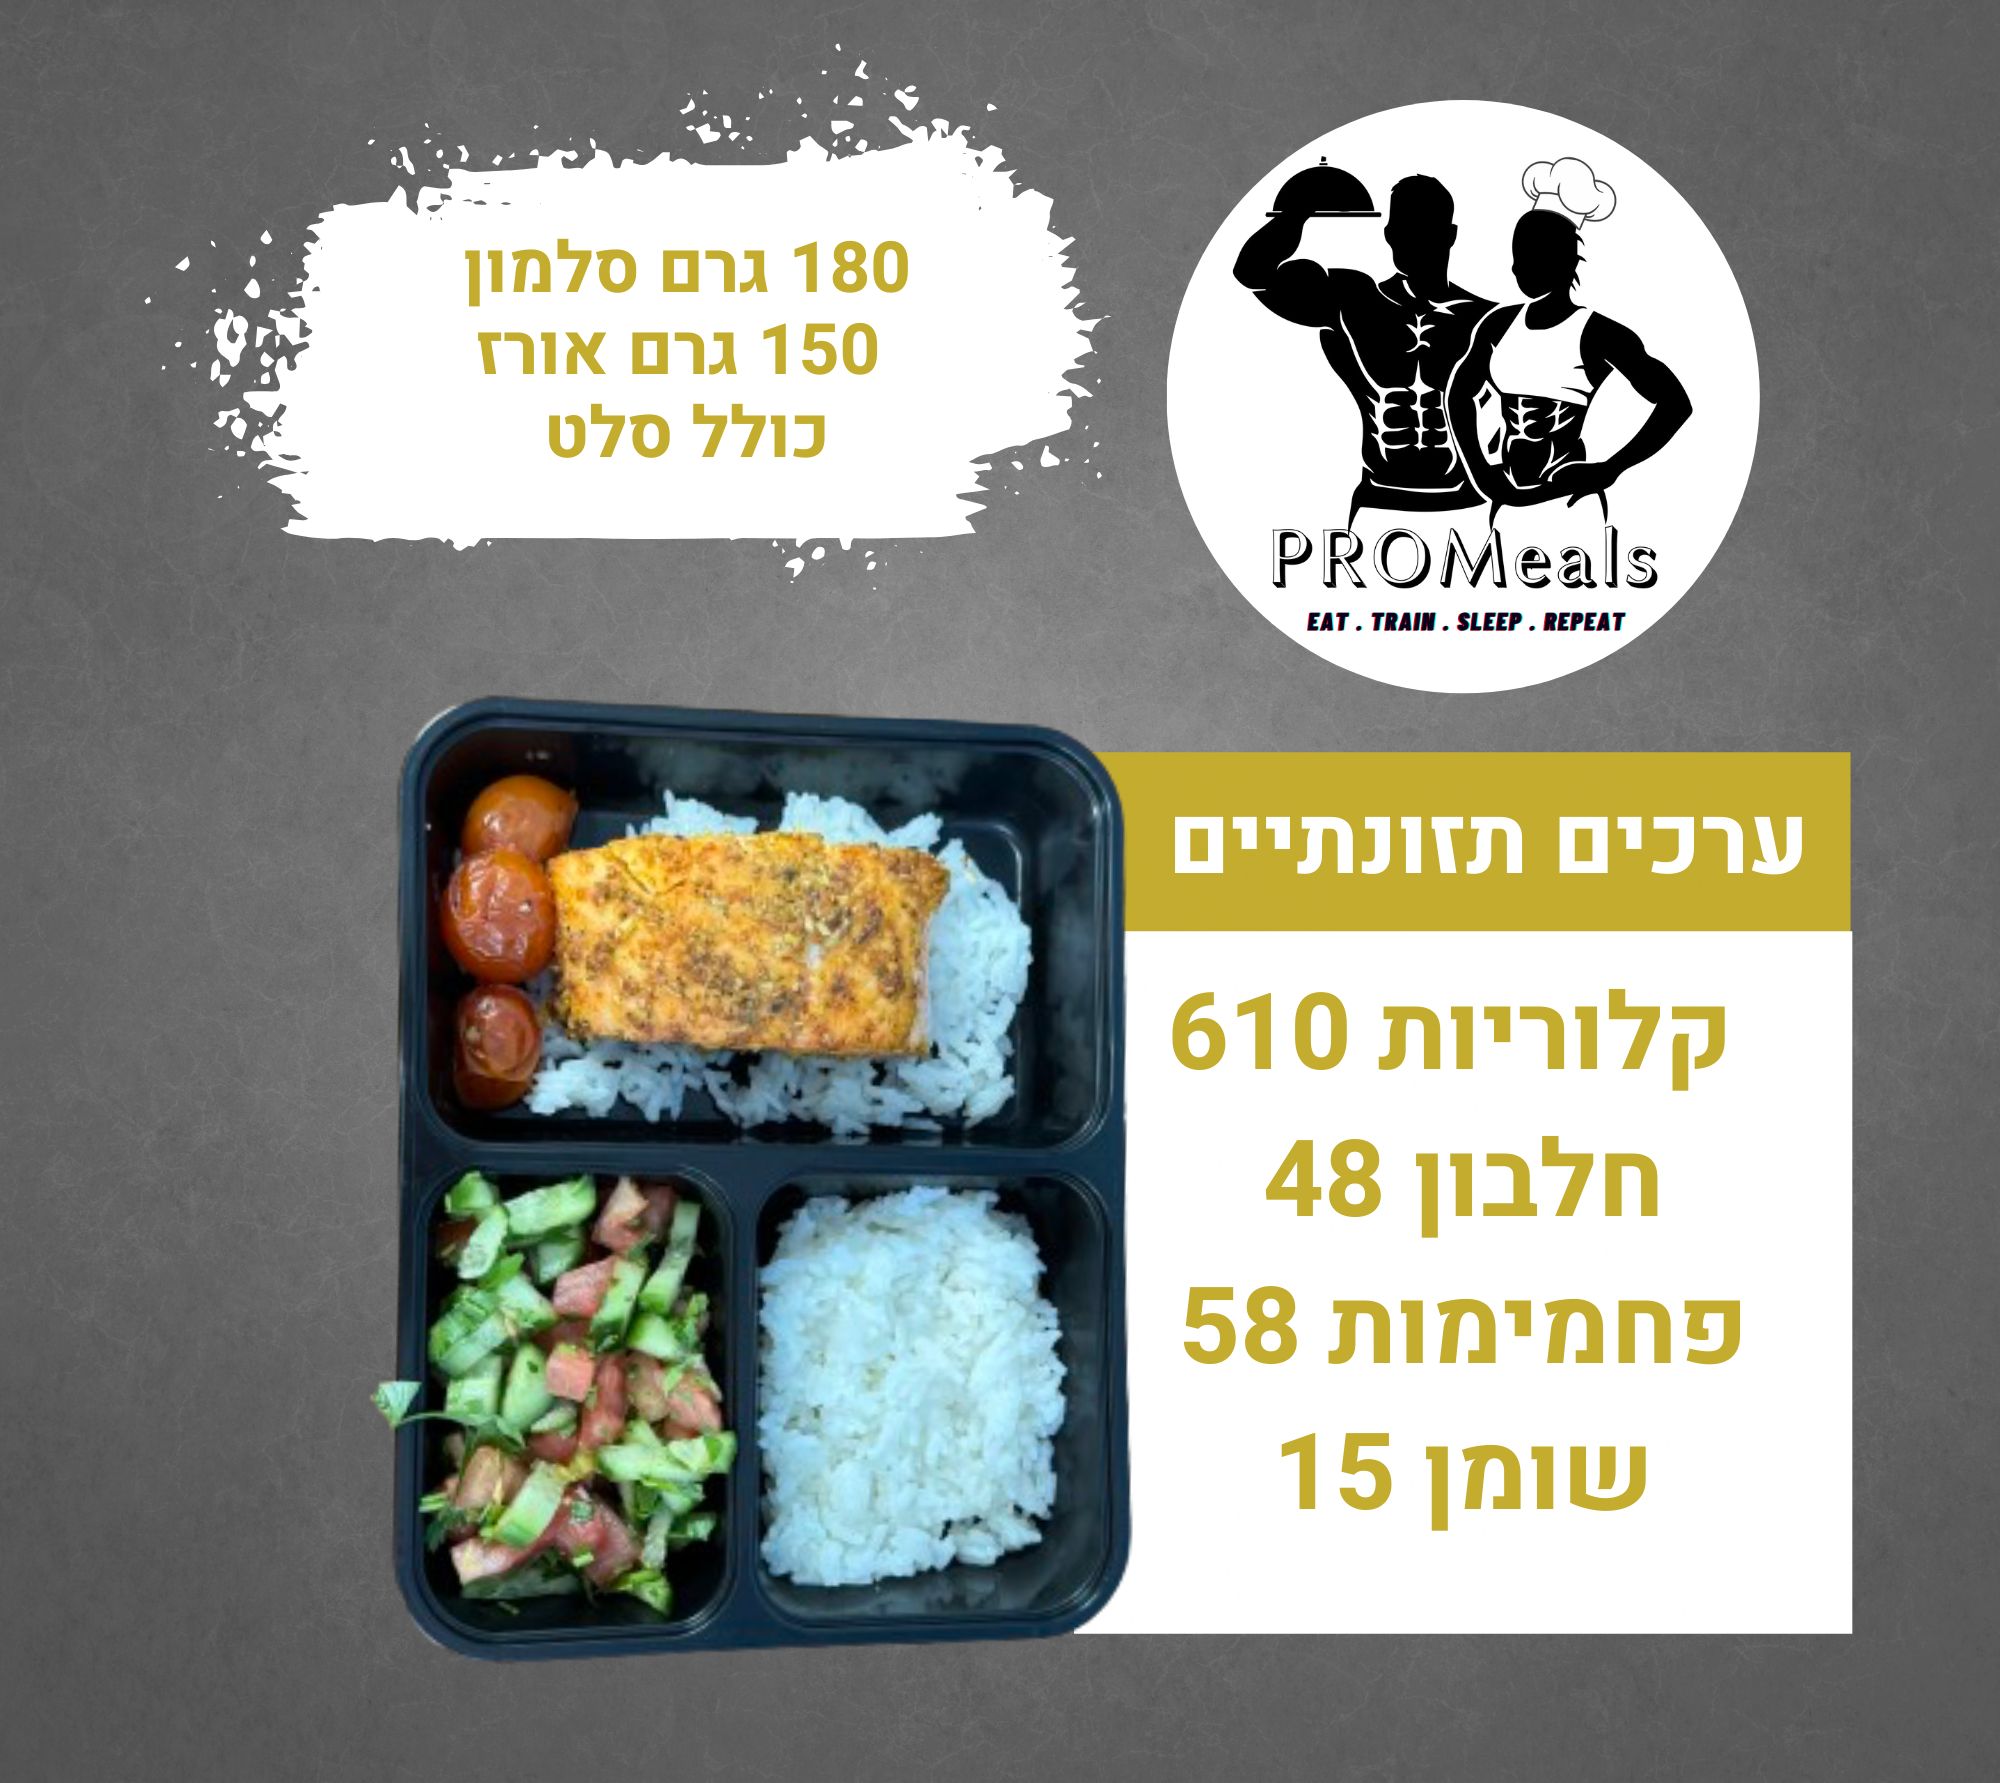 180 גרם סלמון
150 גרם אורז
כולל סלט
PROMeals
EAT . TRAIN . SLEEP . REPEAT
ערכים תזונתיים
קלוריות 610
חלבון 48
פחמימות 58
שומן 15